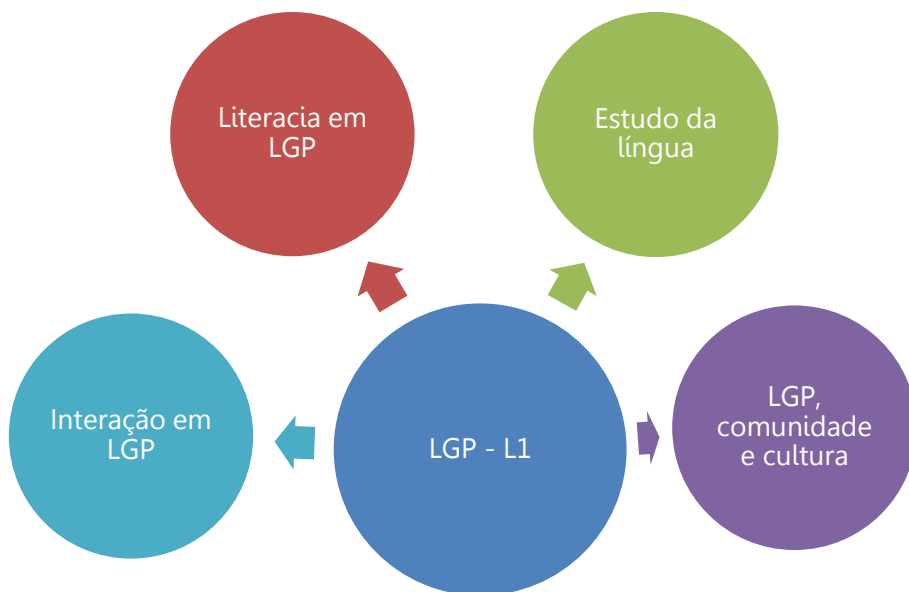 Literacia em
LGP
Estudo da
língua
Interação em
LGP
LGP - L1
LGP,
comunidade
e cultura